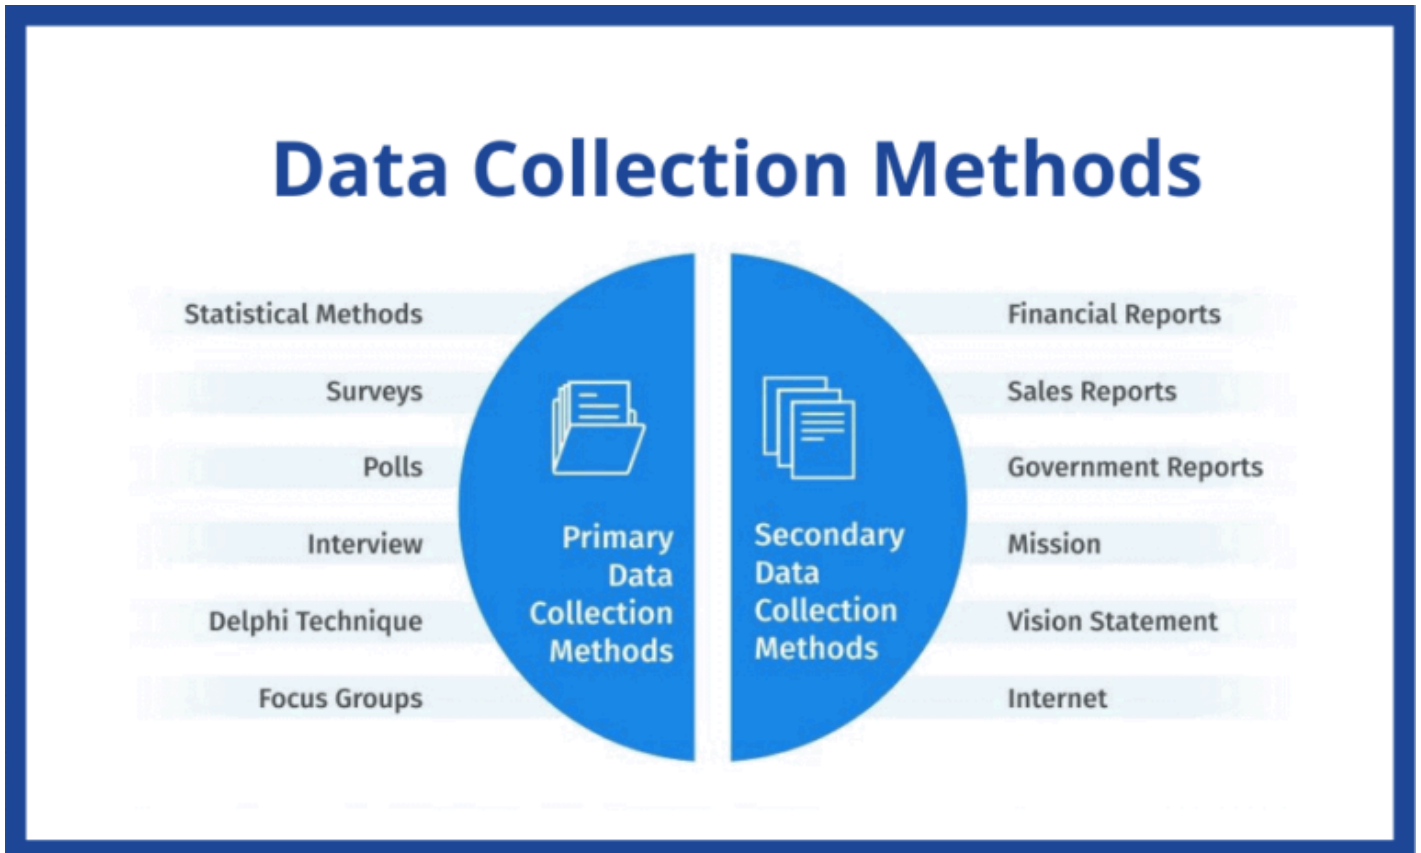 Data Collection Methods
Statistical Methods
Surveys
Polls
Interview
Delphi Technique
Focus Groups
Primary
Data
Collection
Methods
Secondary
Data
Collection
Methods
Financial Reports
Sales Reports
Government Reports
Mission
Vision Statement
Internet